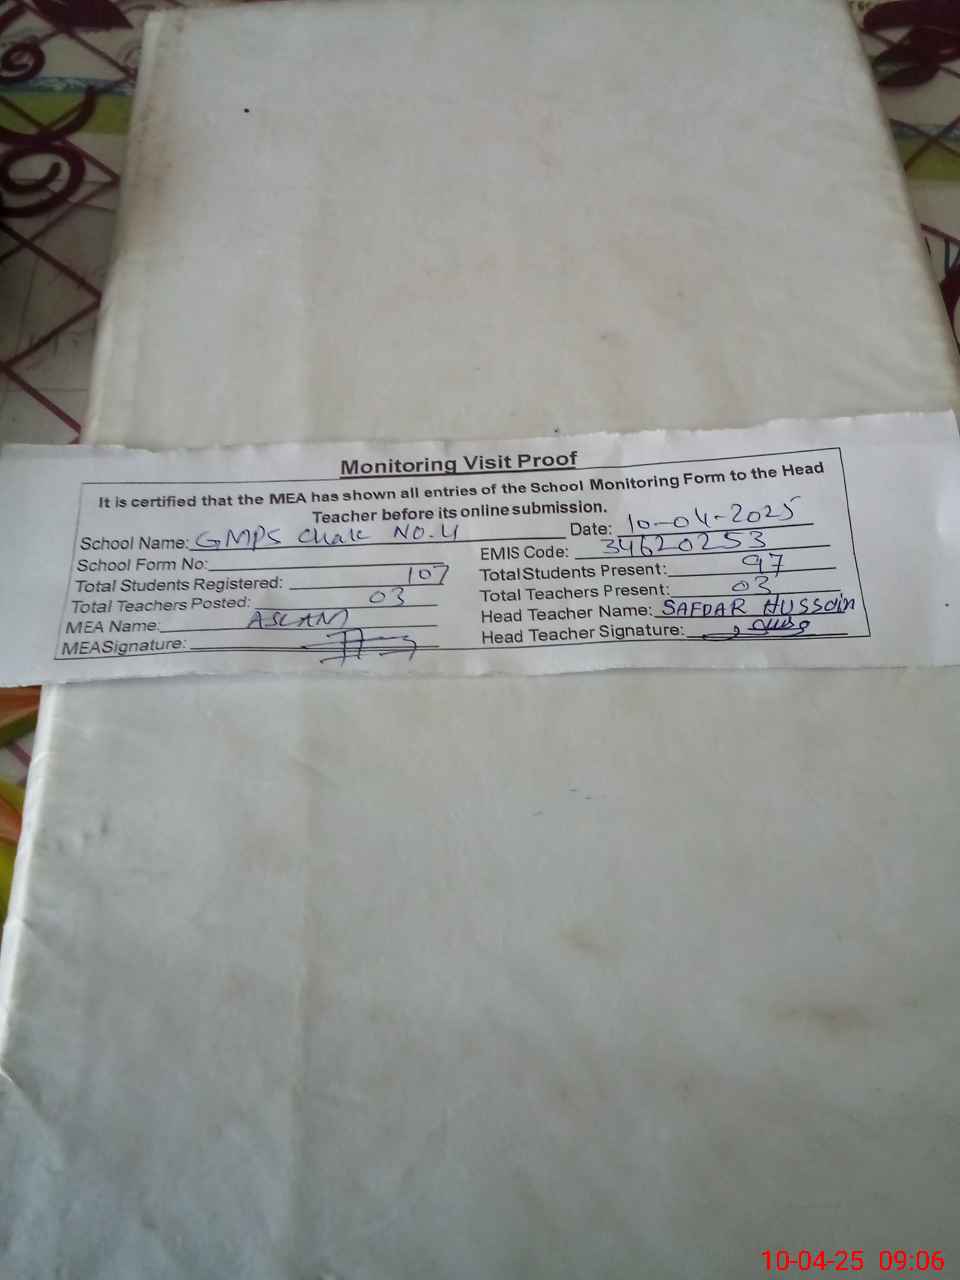 Monitoring Visit Proof
It is certified that the MEA has shown all entries of the School Monitoring Form to the Head
Teacher before its online submission.
School Name: GMPS Chak NO.4 Date: 10-04-2025
School Form No: EMIS Code: 34620253
Total Students Registered: 107 Total Students Present: 97
Total Teachers Posted: 03 Total Teachers Present: 03
MEA Name: ASLAM Head Teacher Name: SAFDAR HUSSain
MEASignature: Head Teacher Signature:
10-04-25 09:06